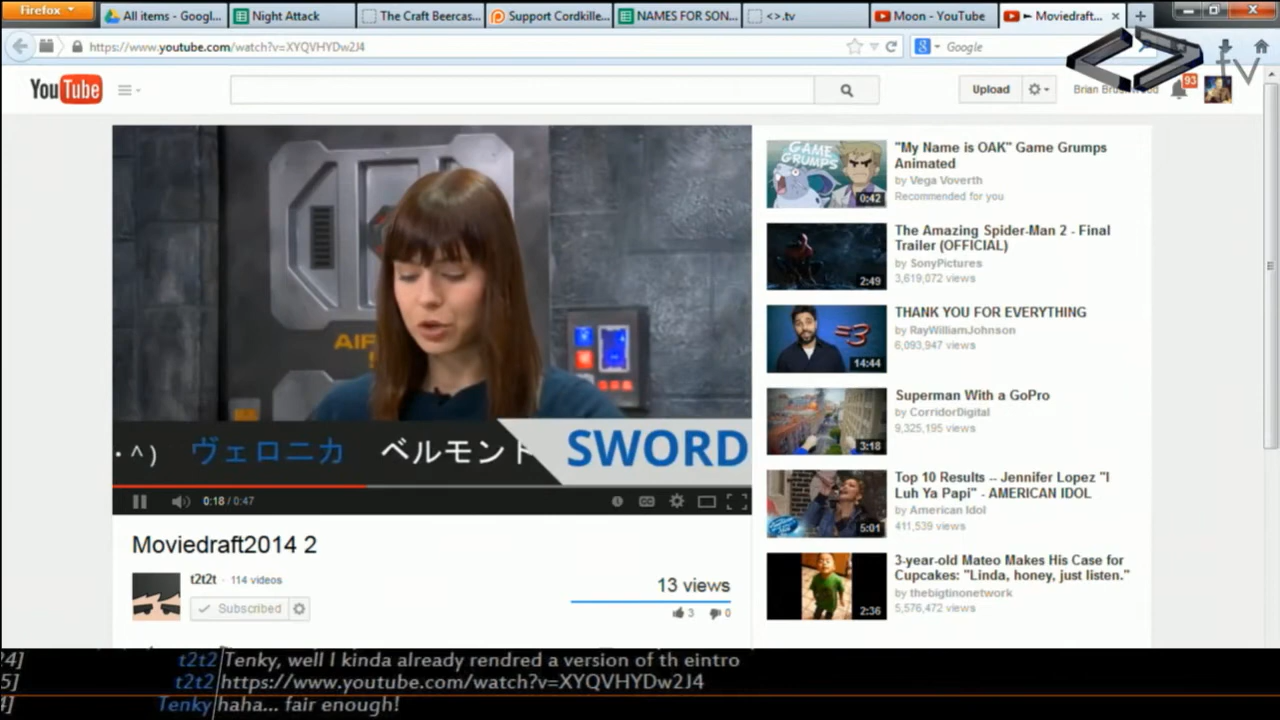 Firefox
All items - Googl...
Night Attack
The Craft Beercas...
Support Cordkille...
NAMES FOR SON...
<>.tv
Moon - YouTube
Moviedraft...
https://www.youtube.com/watch?v=XYQVHYDw2J4
Google
tv
YouTube
Upload
93
GAME GRUMPS
0:42
"My Name is OAK" Game Grumps
Animated
by Vega Voverth
Recommended for you
2:49
The Amazing Spider-Man 2 - Final
Trailer (OFFICIAL)
by SonyPictures
3,619,072 views
=3
14:44
THANK YOU FOR EVERYTHING
by RayWilliamJohnson
6,093,947 views
3:18
Superman With a GoPro
by CorridorDigital
9,325,195 views
5:01
Top 10 Results -- Jennifer Lopez "I
Luh Ya Papi" - AMERICAN IDOL
by American Idol
411,539 views
2:36
3-year-old Mateo Makes His Case for
Cupcakes: "Linda, honey, just listen."
by thebigtinonetwork
5,576,472 views
・^) ヴェロニカ ベルモント SWORD
0:18 / 0:47
Moviedraft2014 2
t2t2t · 114 videos
Subscribed
13 views
3 0
24] t2t2 Tenky, well I kinda already rendred a version of th eintro
5] t2t2 https://www.youtube.com/watch?v=XYQVHYDw2J4
4] Tenky haha... fair enough!